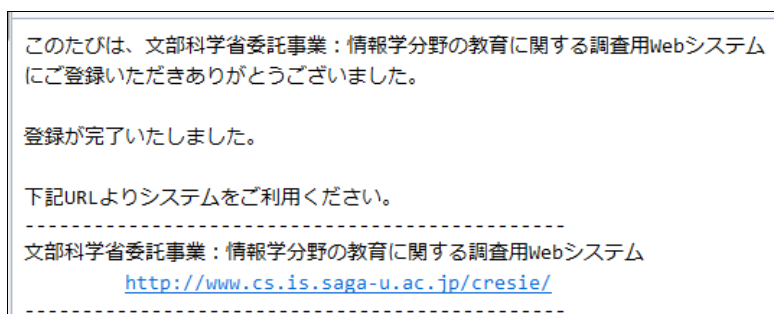 このたびは、文部科学省委託事業：情報学分野の教育に関する調査用Webシステム
にご登録いただきありがとうございました。
登録が完了いたしました。
下記URLよりシステムをご利用ください。
------------------------------------------------
文部科学省委託事業：情報学分野の教育に関する調査用Webシステム
http://www.cs.is.saga-u.ac.jp/cresie/
------------------------------------------------